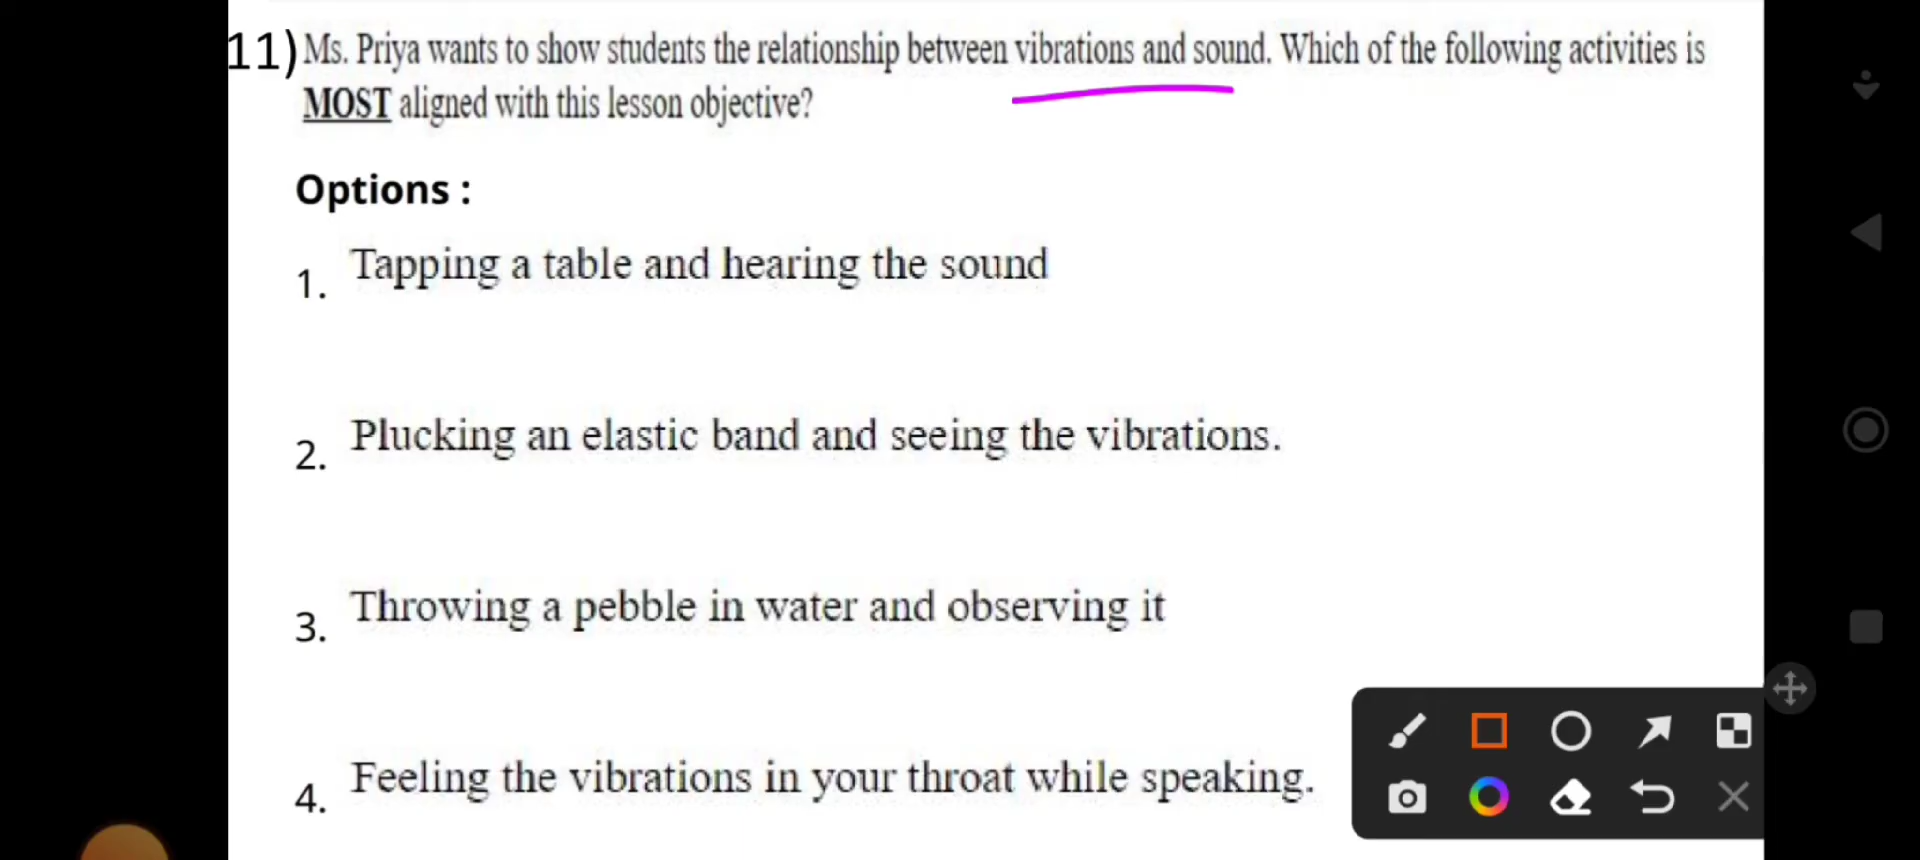 11) Ms. Priya wants to show students the relationship between vibrations and sound. Which of the following activities is
MOST aligned with this lesson objective?
Options :
1. Tapping a table and hearing the sound
2. Plucking an elastic band and seeing the vibrations.
3. Throwing a pebble in water and observing it
4. Feeling the vibrations in your throat while speaking.